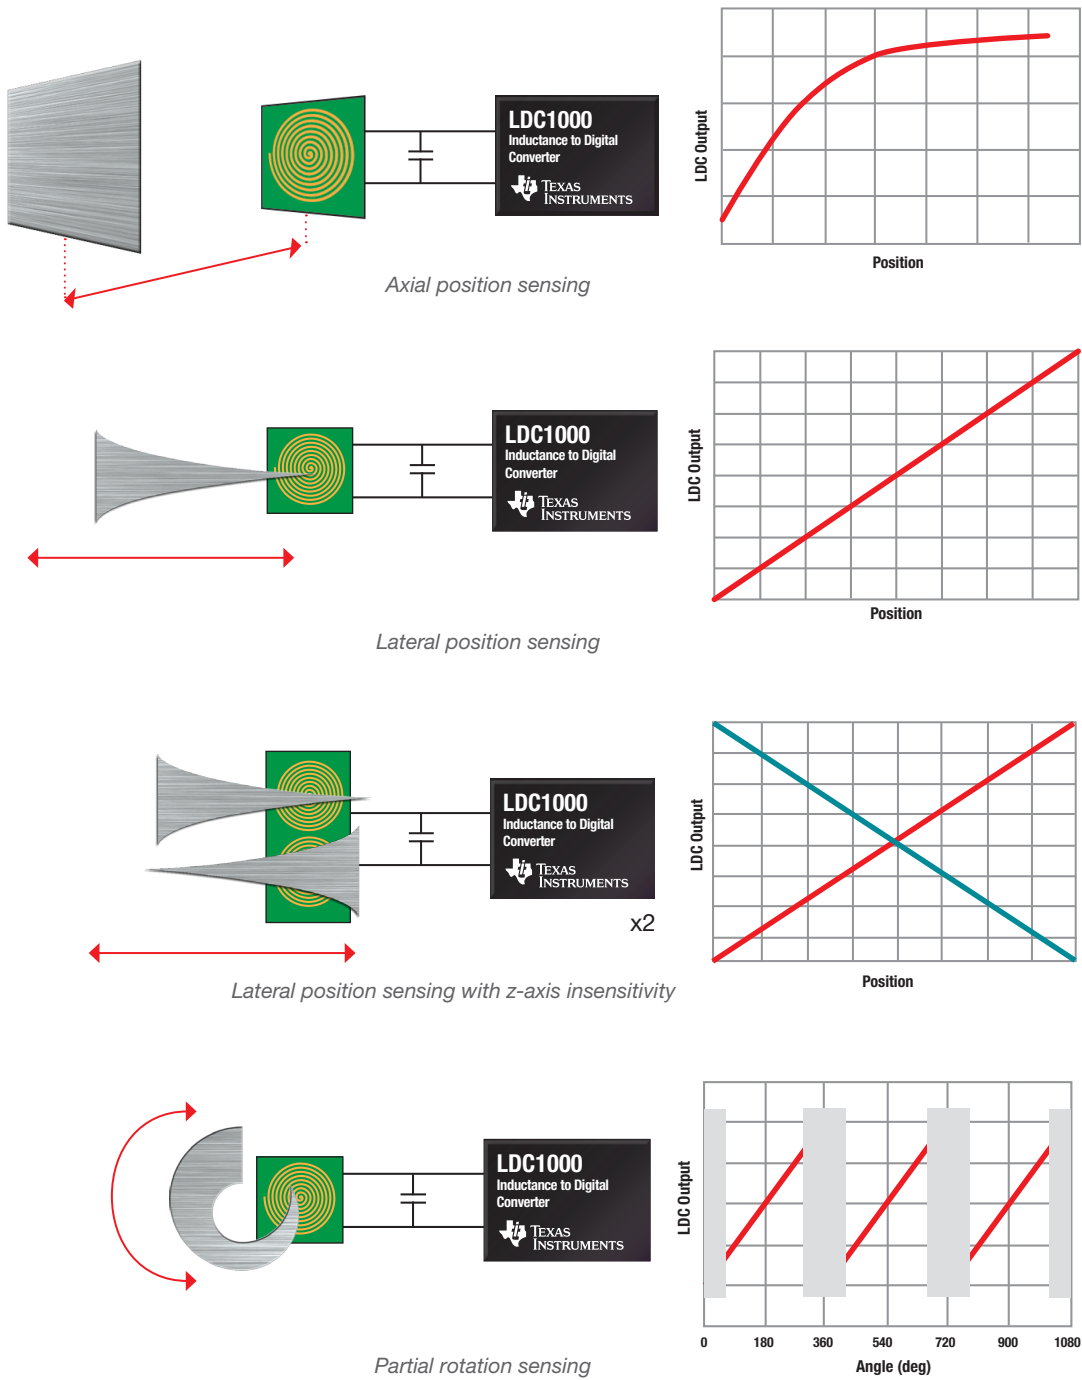 LDC1000
Inductance to Digital
Converter
TEXAS
INSTRUMENTS
LDC Output
Position
Axial position sensing
LDC1000
Inductance to Digital
Converter
TEXAS
INSTRUMENTS
LDC Output
Position
Lateral position sensing
LDC1000
Inductance to Digital
Converter
TEXAS
INSTRUMENTS
x2
LDC Output
Position
Lateral position sensing with z-axis insensitivity
LDC1000
Inductance to Digital
Converter
TEXAS
INSTRUMENTS
LDC Output
0 180 360 540 720 900 1080
Angle (deg)
Partial rotation sensing